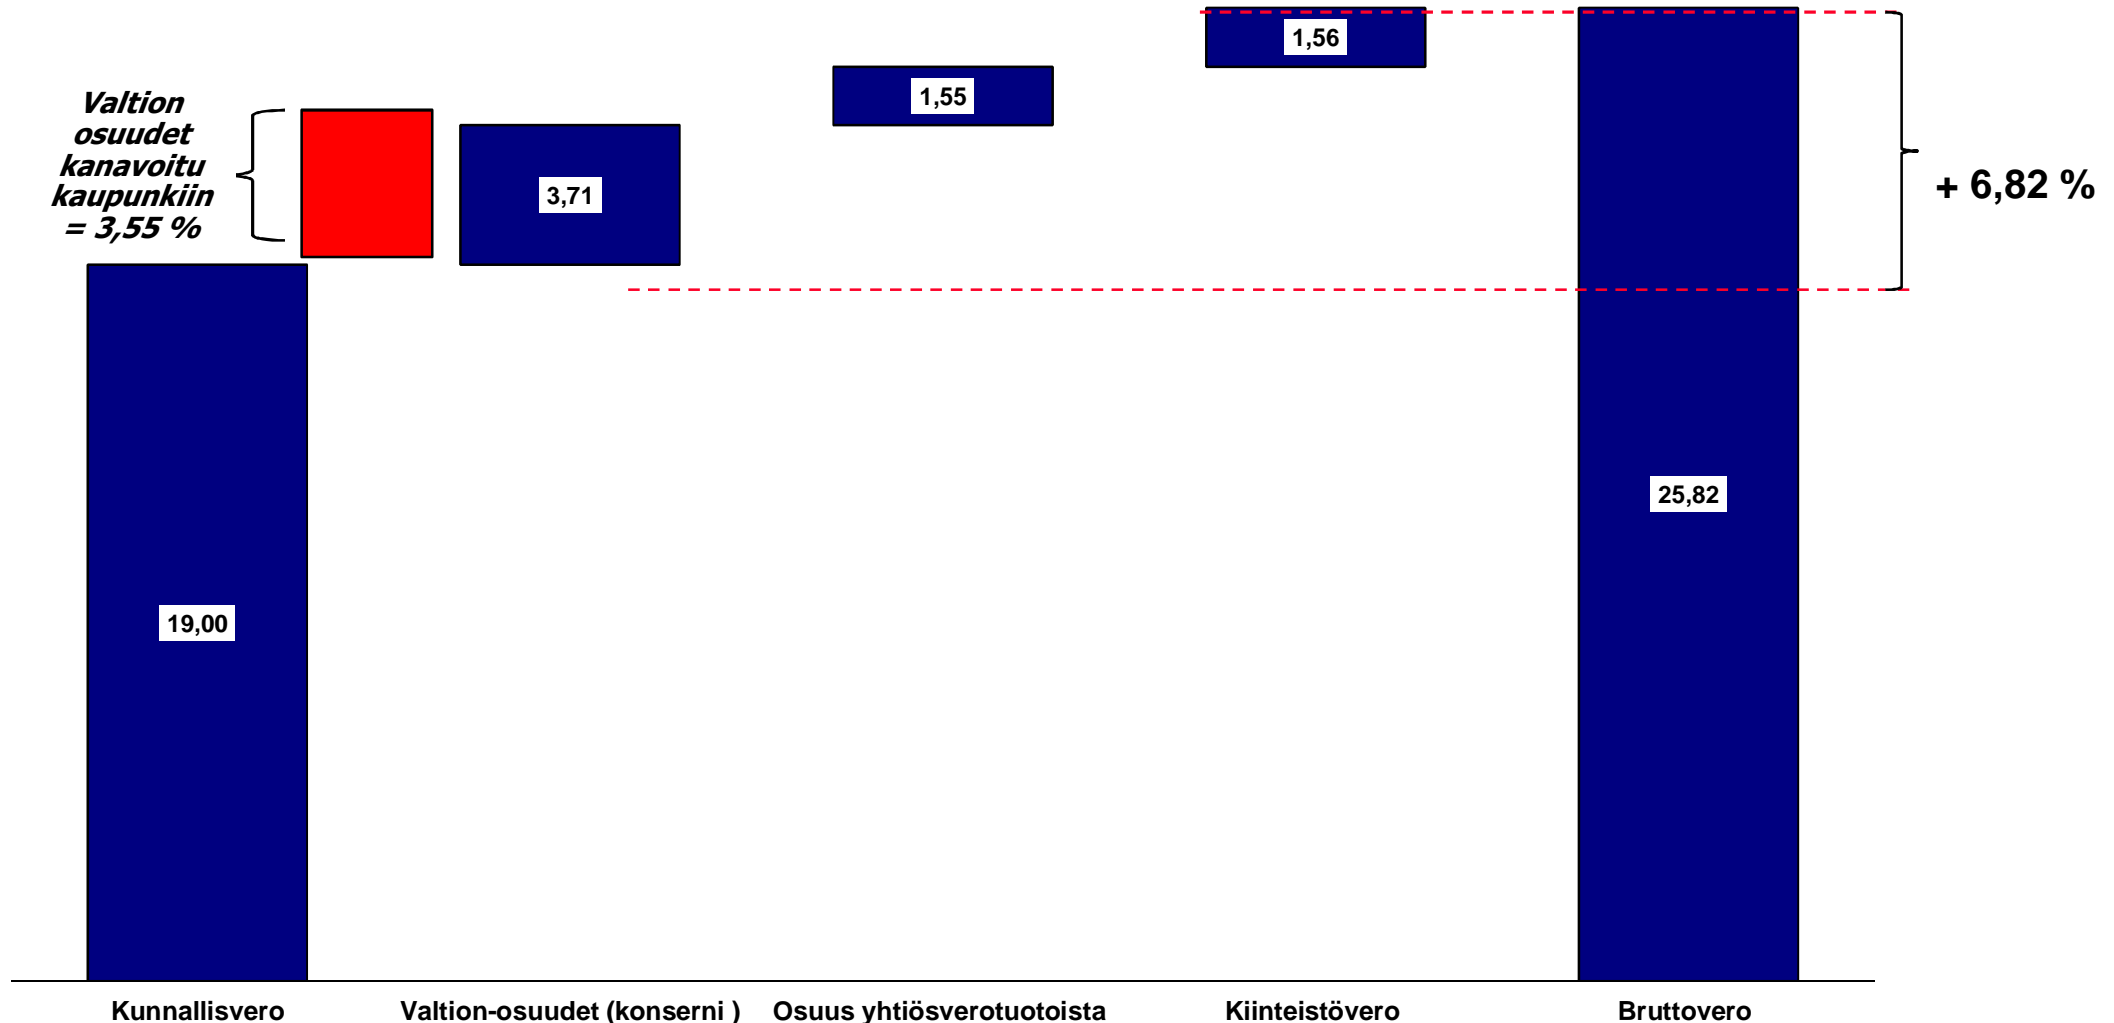 1,56
1,55
Valtion
osuudet
kanavoitu
kaupunkiin
= 3,55 %
3,71
+ 6,82 %
19,00
25,82
Kunnallisvero
Valtion-osuudet (konserni )
Osuus yhtiösverotuotoista
Kiinteistövero
Bruttovero